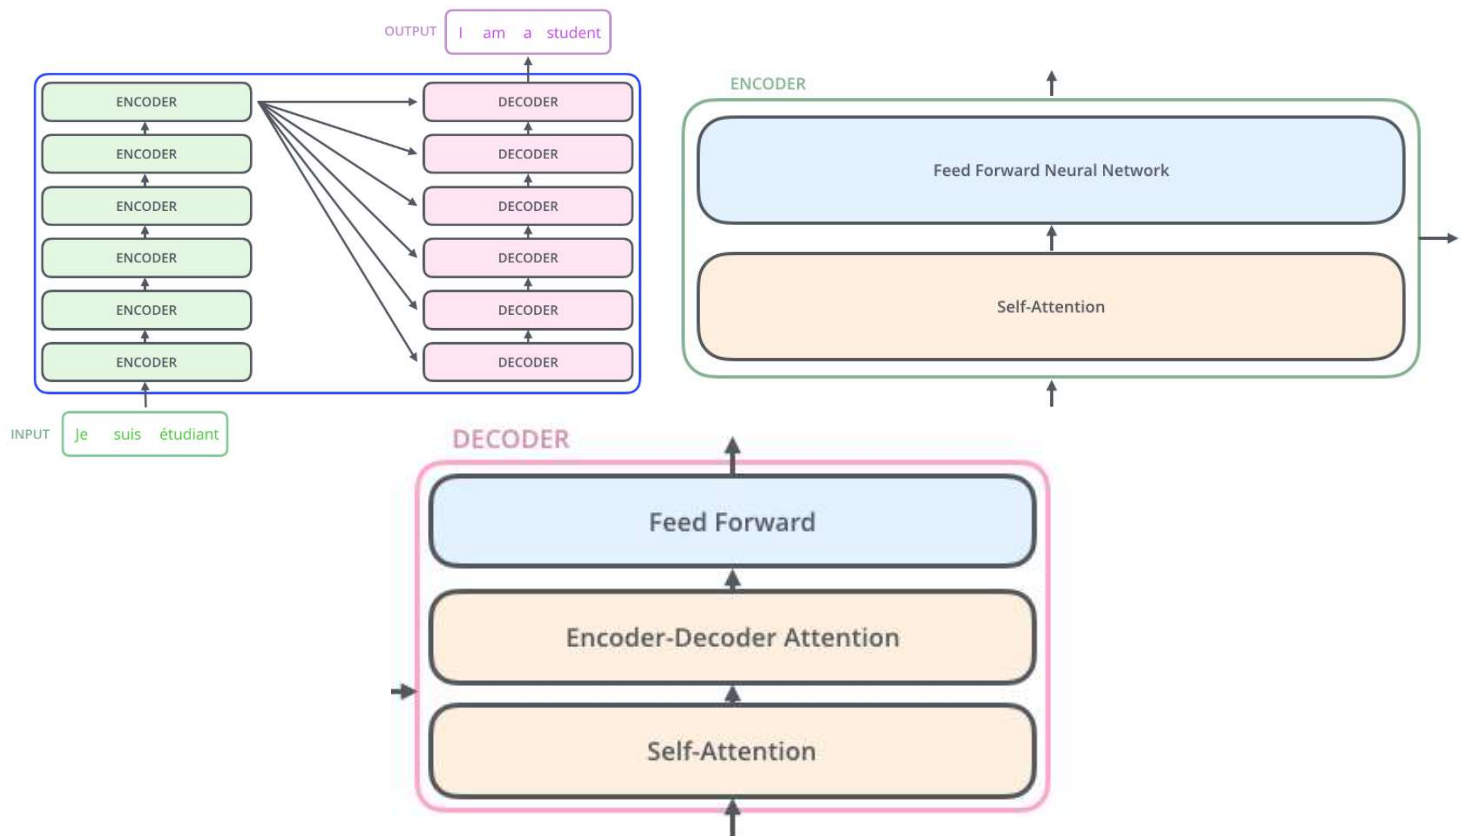 OUTPUT I am a student
ENCODER DECODER
ENCODER DECODER
ENCODER DECODER
ENCODER DECODER
ENCODER DECODER
ENCODER DECODER
INPUT Je suis étudiant
ENCODER
Feed Forward Neural Network
Self-Attention
DECODER
Feed Forward
Encoder-Decoder Attention
Self-Attention